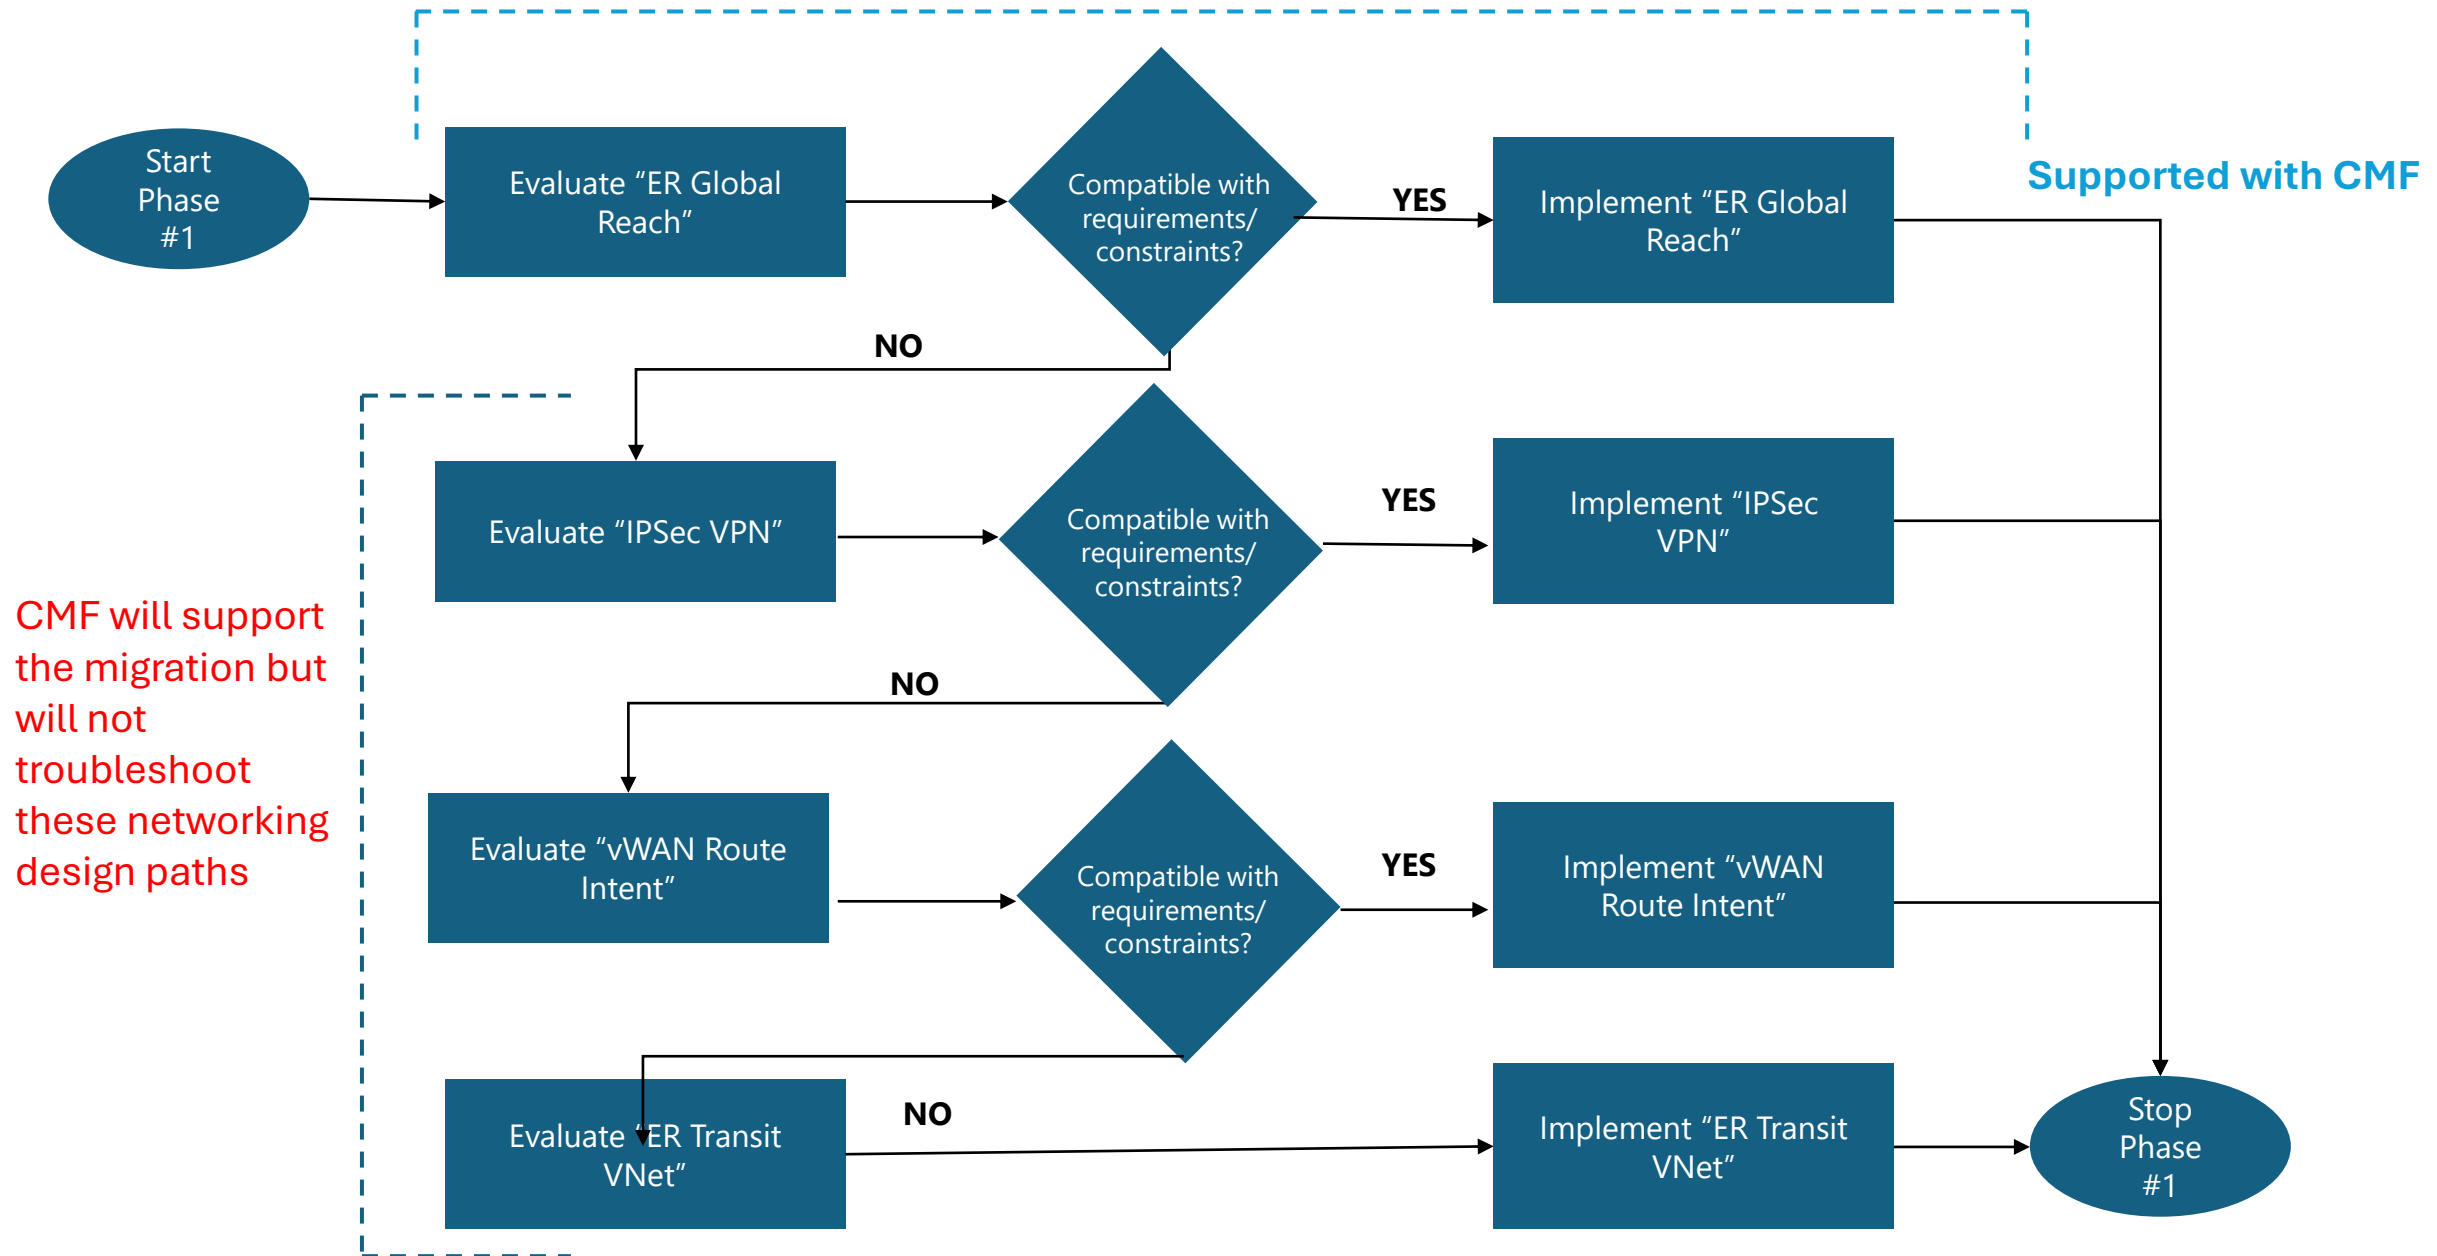 Start
Phase
#1
Evaluate “ER Global
Reach”
Compatible with
requirements/
constraints?
YES
Implement “ER Global
Reach”
Supported with CMF
NO
Evaluate “IPSec VPN”
Compatible with
requirements/
constraints?
YES
Implement “IPSec
VPN”
CMF will support
the migration but
will not
troubleshoot
these networking
design paths
NO
Evaluate “vWAN Route
Intent”
Compatible with
requirements/
constraints?
YES
Implement “vWAN
Route Intent”
Evaluate “ER Transit
VNet”
NO
Implement “ER Transit
VNet”
Stop
Phase
#1